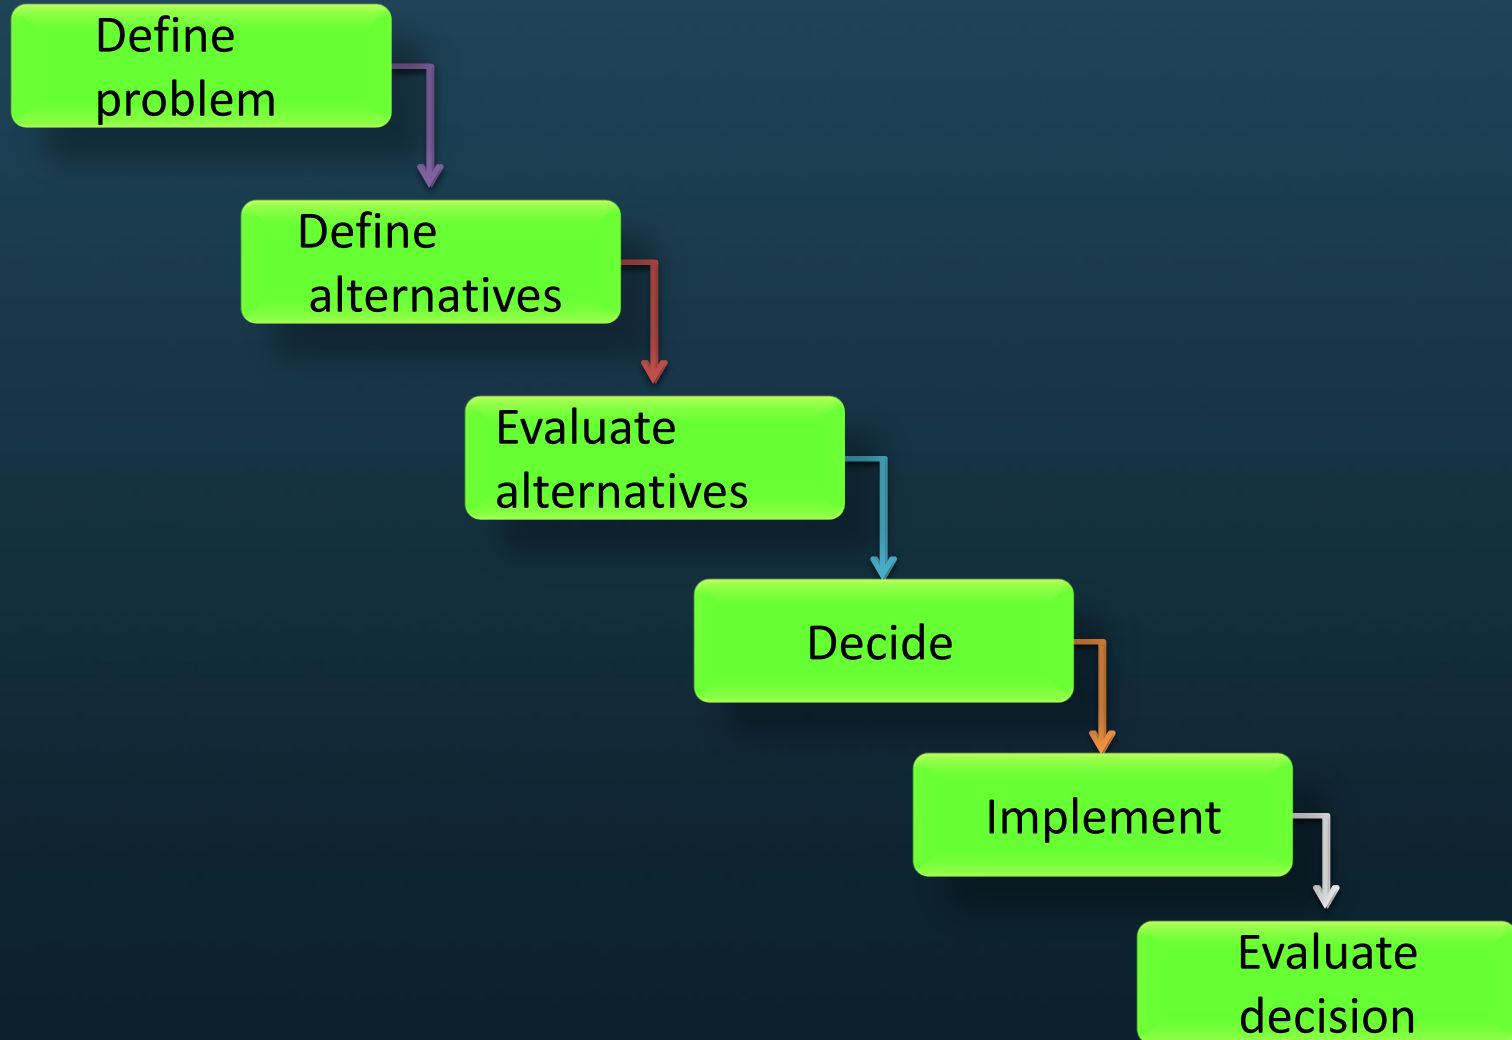 Define
problem
Define
alternatives
Evaluate
alternatives
Decide
Implement
Evaluate
decision